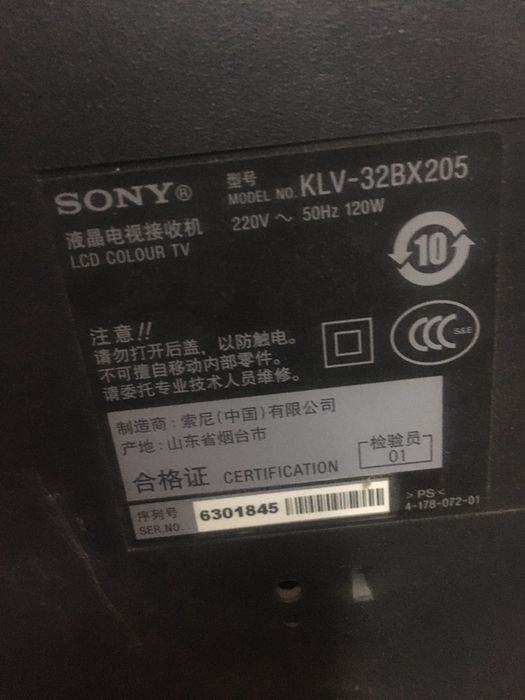 SONY®
型号
MODEL NO. KLV-32BX205
液晶电视接收机
LCD COLOUR TV
220V ～ 50Hz 120W
10
注意!!
请勿打开后盖，以防触电。
不可擅自移动内部零件。
请委托专业技术人员维修。
CCC S&E
制造商：索尼(中国)有限公司
产地：山东省烟台市
合格证 CERTIFICATION
检验员
01
序列号
SER.NO. 6301845
>PS<
4-178-072-01